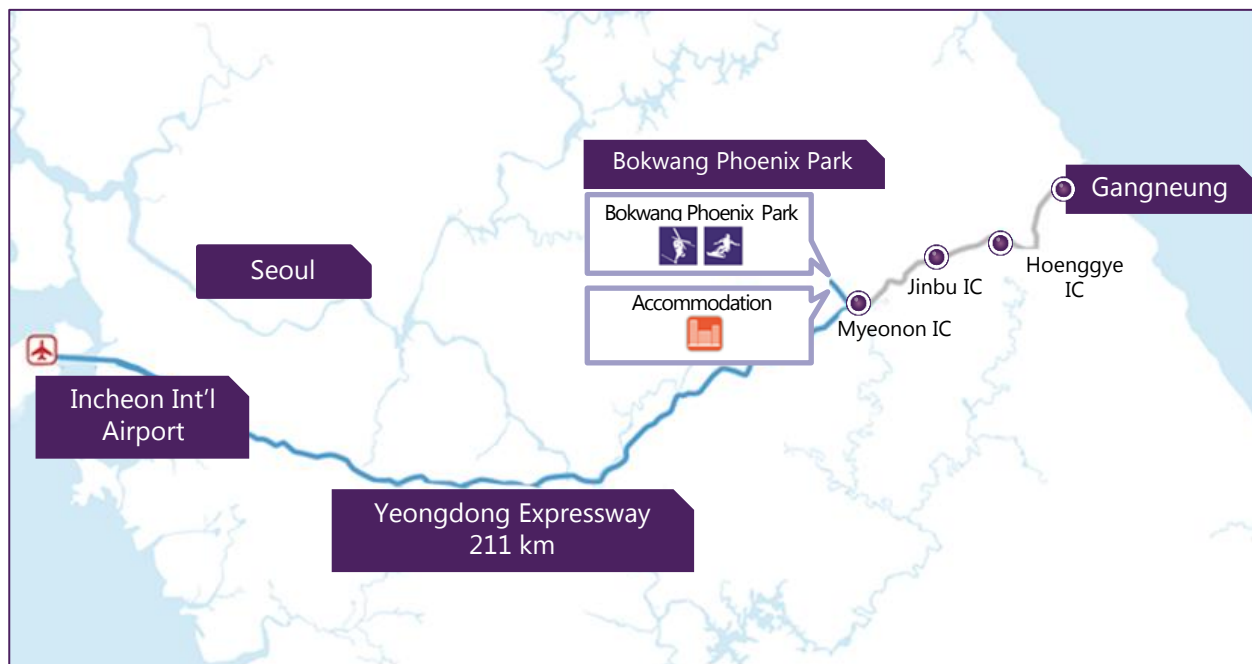 Bokwang Phoenix Park
Bokwang Phoenix Park
Gangneung
Seoul
Accommodation
Jinbu IC
Hoenggye
IC
Myeonon IC
Incheon Int'l
Airport
Yeongdong Expressway
211 km